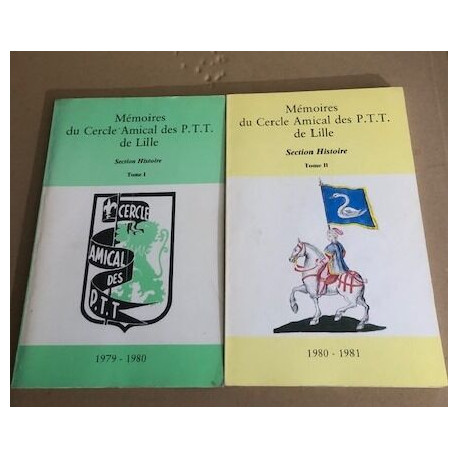 Mémoires
du Cercle Amical des P.T.T.
de Lille
Section Histoire
Tome I
CERCLE
AMICAL
DES
P.T.T
1979 - 1980
Mémoires
du Cercle Amical des P.T.T.
de Lille
Section Histoire
Tome II
1980 - 1981